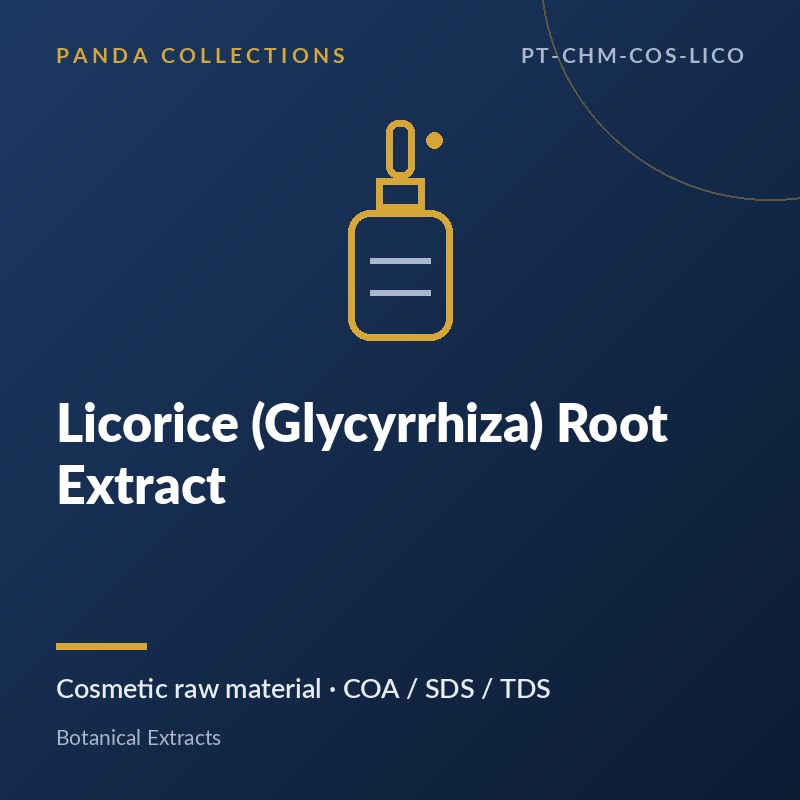 PANDA COLLECTIONS
PT-CHM-COS-LICO
Licorice (Glycyrrhiza) Root
Extract
Cosmetic raw material · COA / SDS / TDS
Botanical Extracts